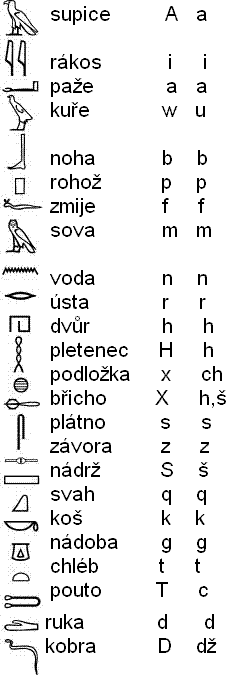 supice A a
rákos i i
paže a a
kuře w u
noha b b
rohož p p
zmije f f
sova m m
voda n n
ústa r r
dvůr h h
pletenec H h
podložka x ch
břicho X h,š
plátno s s
závora z z
nádrž S š
svah q q
koš k k
nádoba g g
chléb t t
pouto T c
ruka d d
kobra D dž